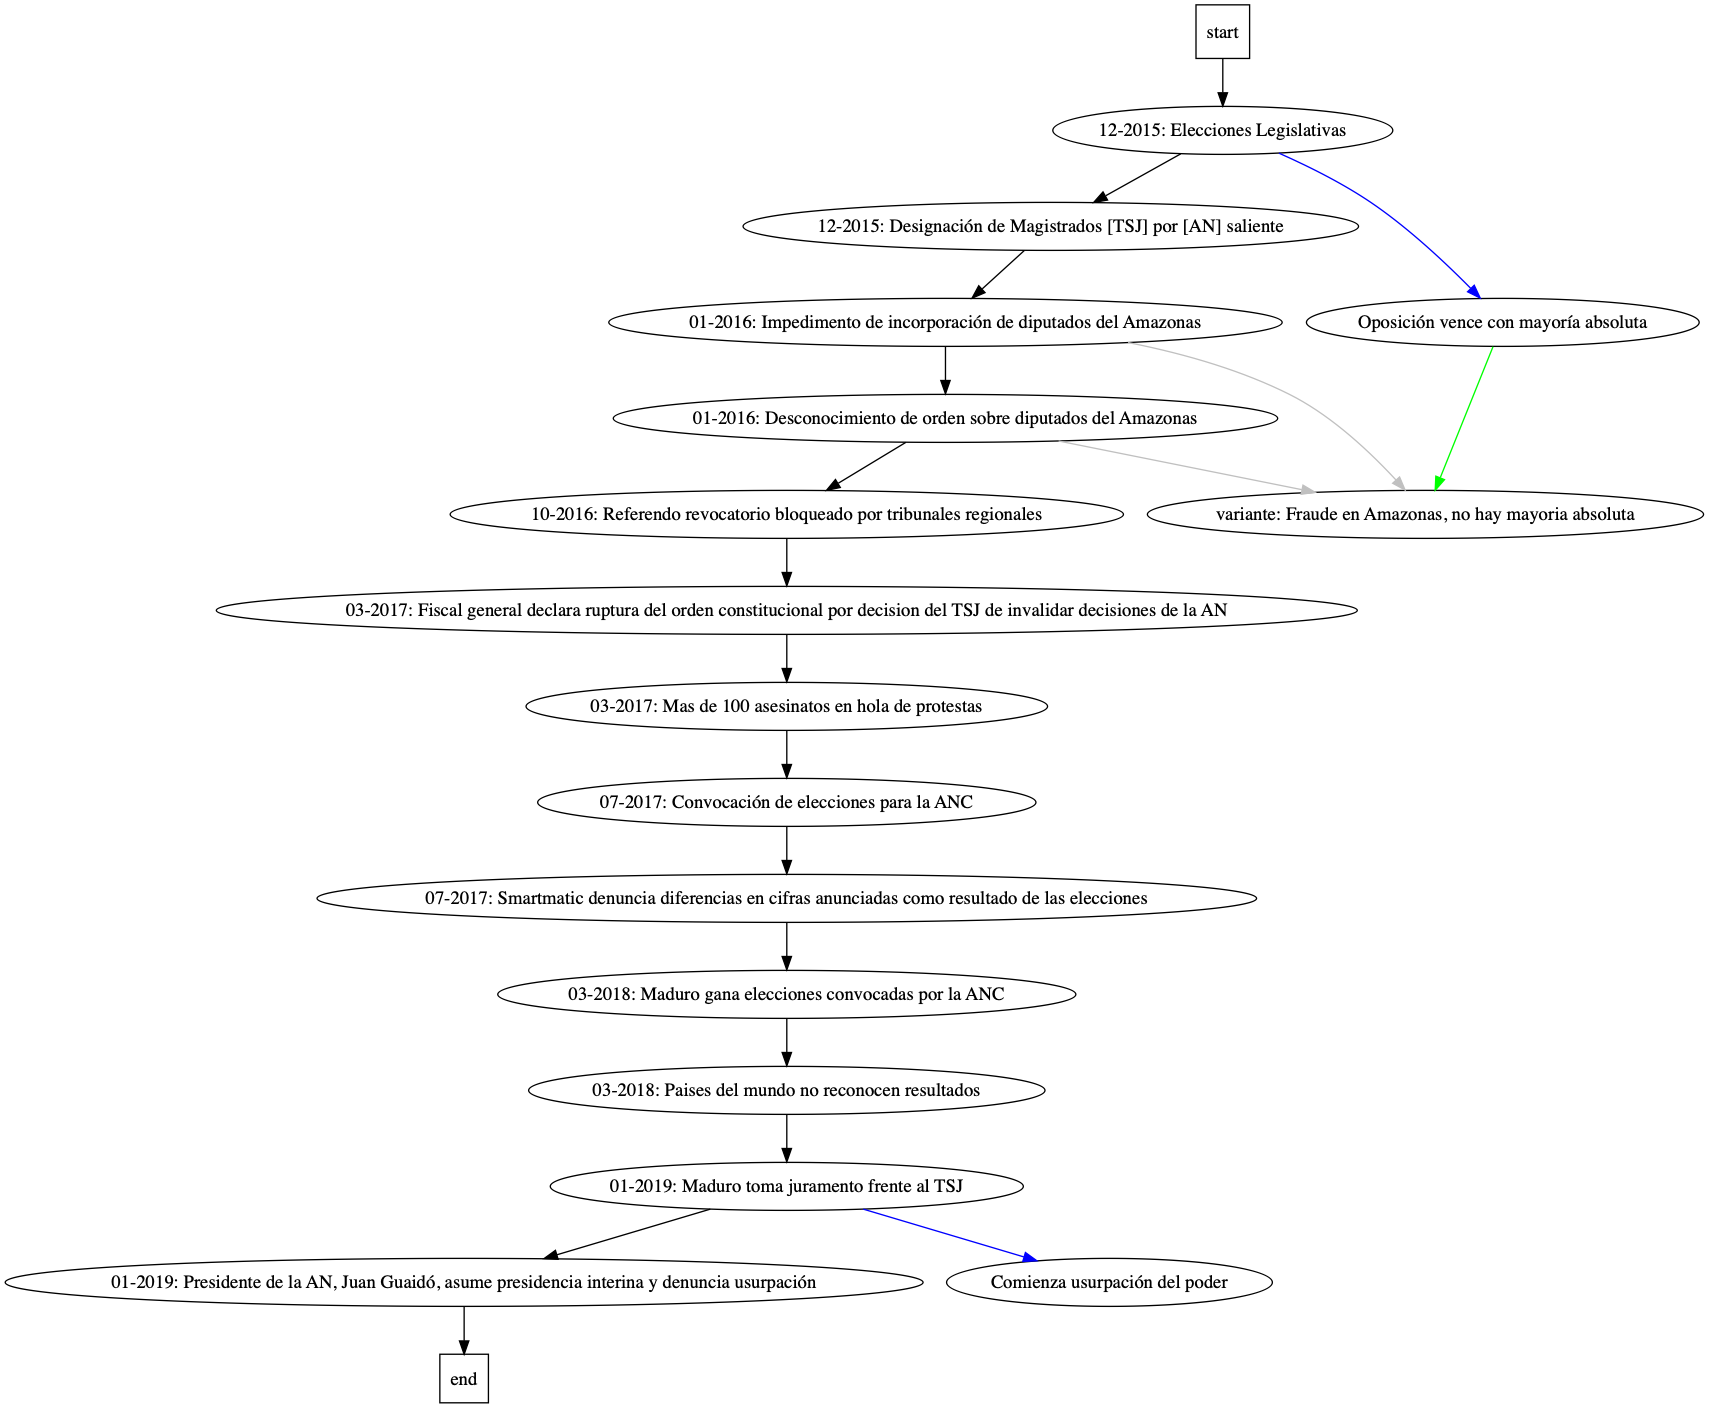 start
12-2015: Elecciones Legislativas
12-2015: Designación de Magistrados [TSJ] por [AN] saliente
01-2016: Impedimento de incorporación de diputados del Amazonas
Oposición vence con mayoría absoluta
01-2016: Desconocimiento de orden sobre diputados del Amazonas
10-2016: Referendo revocatorio bloqueado por tribunales regionales
variante: Fraude en Amazonas, no hay mayoria absoluta
03-2017: Fiscal general declara ruptura del orden constitucional por decision del TSJ de invalidar decisiones de la AN
03-2017: Mas de 100 asesinatos en hola de protestas
07-2017: Convocación de elecciones para la ANC
07-2017: Smartmatic denuncia diferencias en cifras anunciadas como resultado de las elecciones
03-2018: Maduro gana elecciones convocadas por la ANC
03-2018: Paises del mundo no reconocen resultados
01-2019: Maduro toma juramento frente al TSJ
01-2019: Presidente de la AN, Juan Guaidó, asume presidencia interina y denuncia usurpación
Comienza usurpación del poder
end